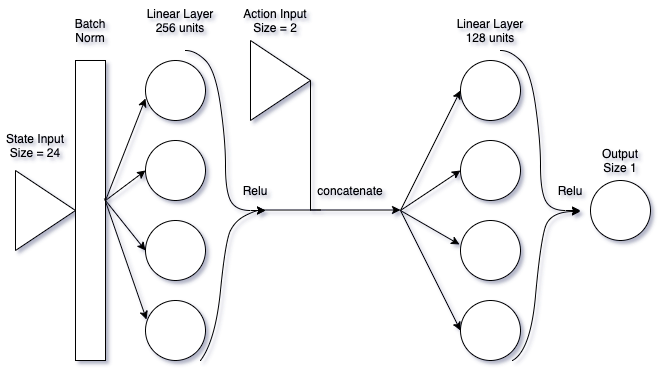 Batch
Norm
Linear Layer
256 units
Action Input
Size = 2
Linear Layer
128 units
State Input
Size = 24
Relu
concatenate
Relu
Output
Size 1